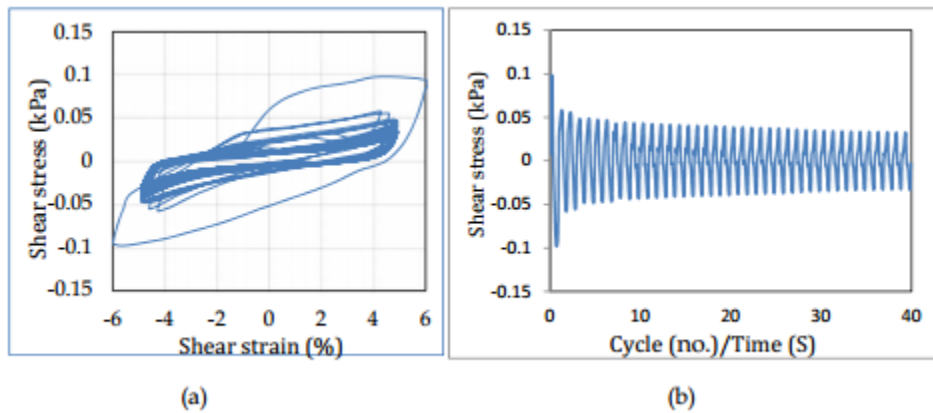 0.15
0.1
0.05
0
-0.05
-0.1
-0.15
Shear stress (kPa)
-6 -4 -2 0 2 4 6
Shear strain (%)
(a)
0.15
0.1
0.05
0
-0.05
-0.1
-0.15
Shear stress (kPa)
0 10 20 30 40
Cycle (no.)/Time (S)
(b)